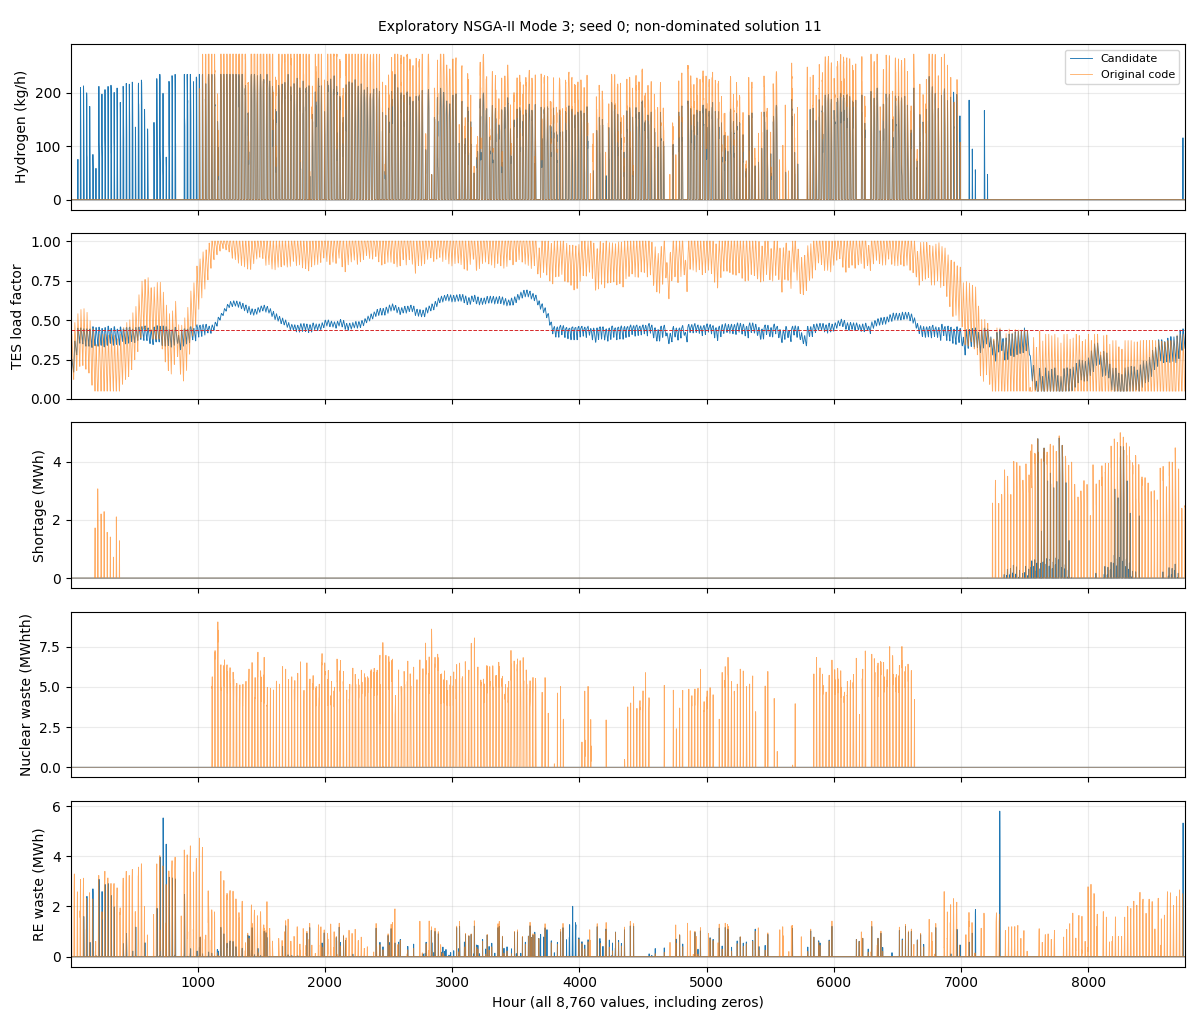 Exploratory NSGA-II Mode 3; seed 0; non-dominated solution 11
Hydrogen (kg/h)
200
100
0
Candidate
Original code
TES load factor
1.00
0.75
0.50
0.25
0.00
Shortage (MWh)
4
2
0
Nuclear waste (MWhth)
7.5
5.0
2.5
0.0
RE waste (MWh)
6
4
2
0
1000 2000 3000 4000 5000 6000 7000 8000
Hour (all 8,760 values, including zeros)